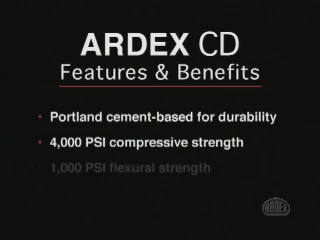 ARDEX CD
Features & Benefits
• Portland cement-based for durability
• 4,000 PSI compressive strength
• 1,000 PSI flexural strength
ARDEX